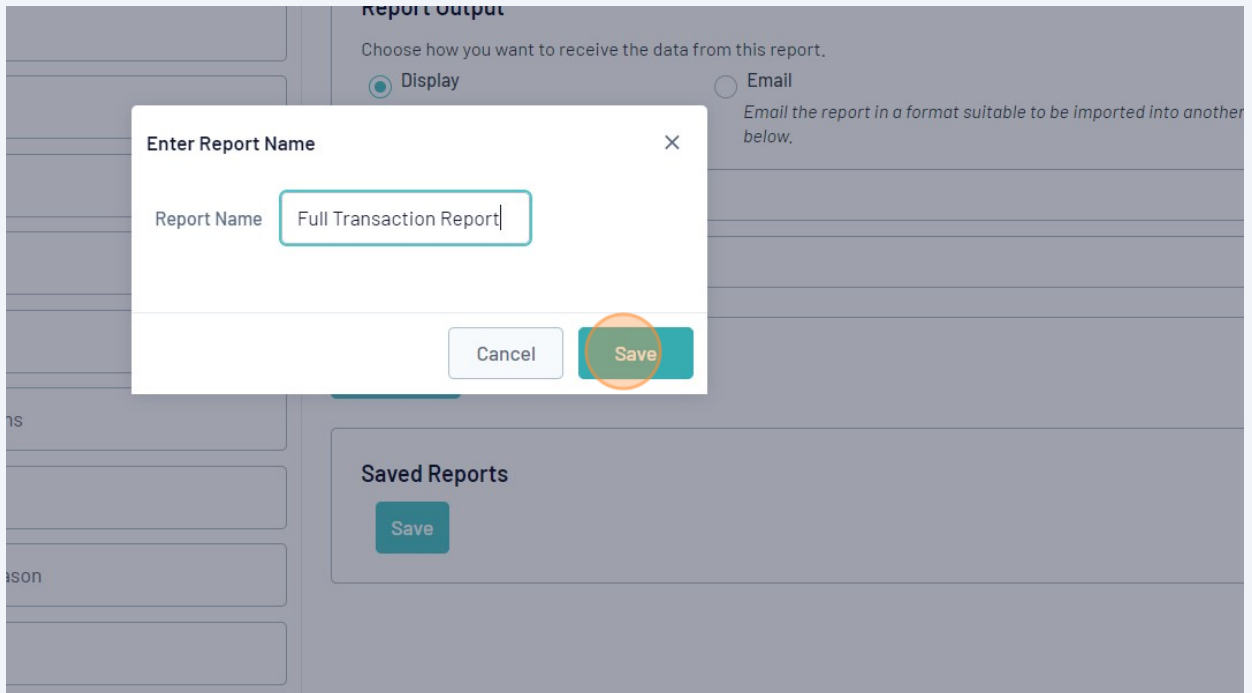 Report Output
Choose how you want to receive the data from this report.
Display
Email
Email the report in a format suitable to be imported into another
below.
Enter Report Name
Report Name
Full Transaction Report
Cancel
Save
ns
Saved Reports
Save
ason